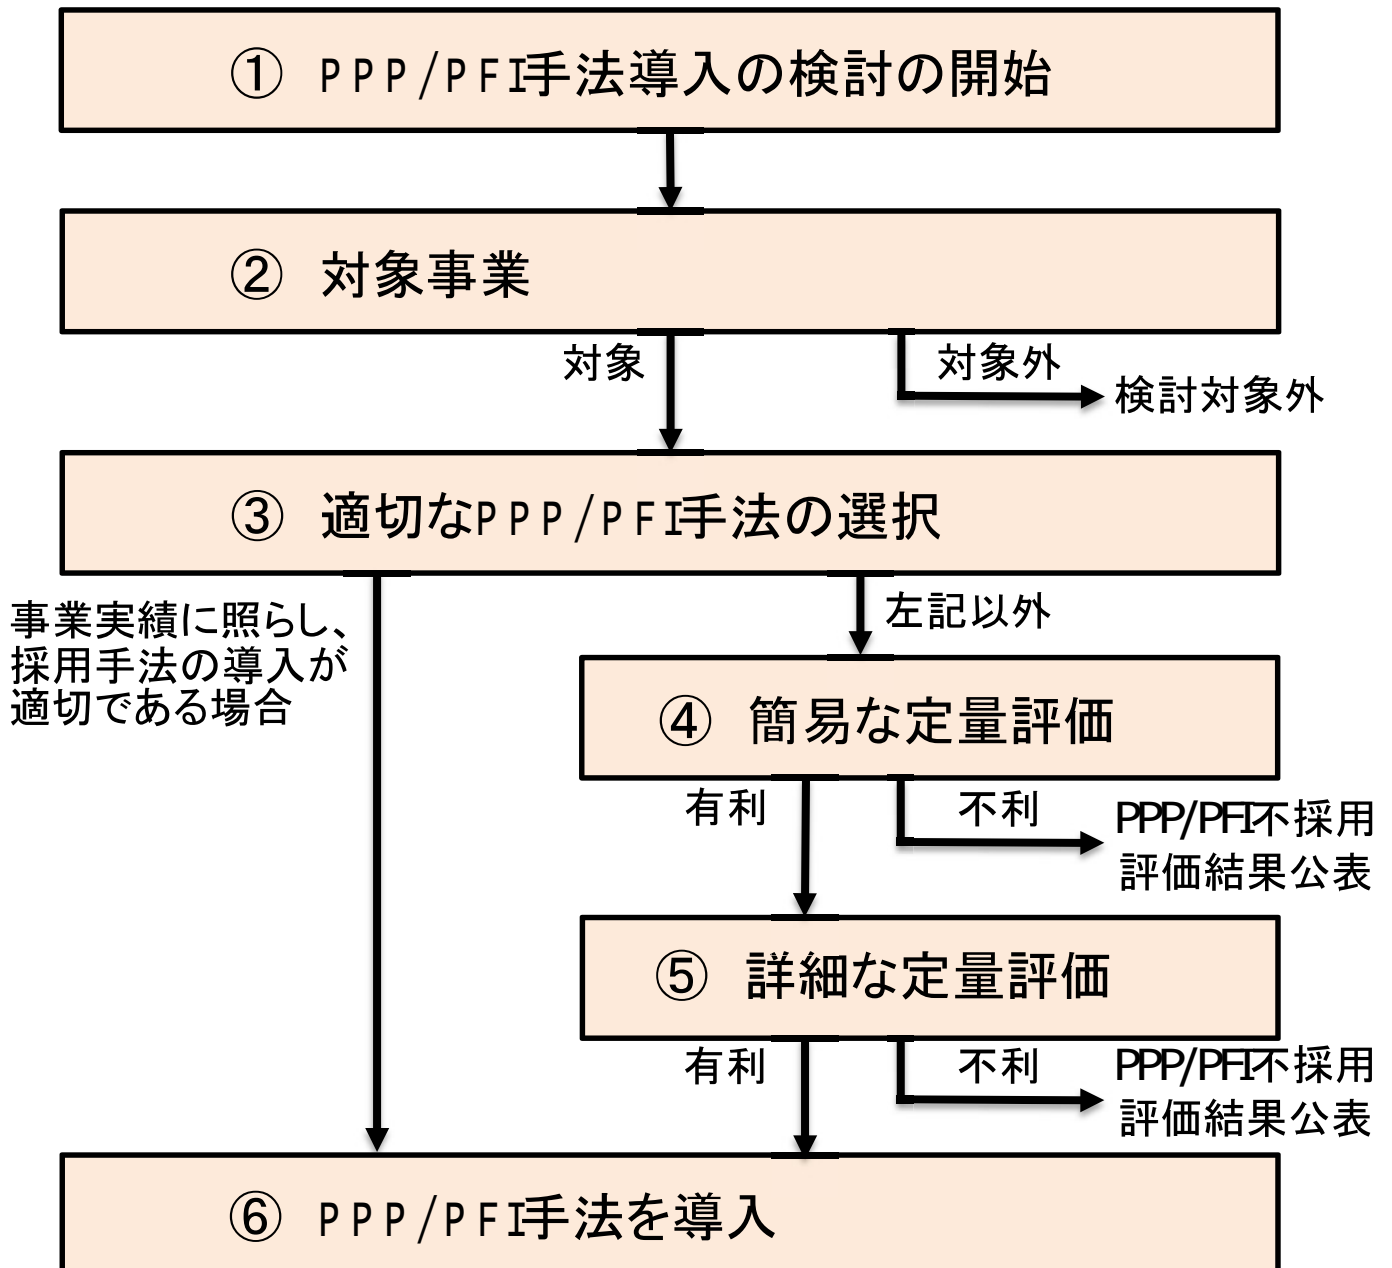 ① PPP/PFI手法導入の検討の開始
② 対象事業
対象
対象外
検討対象外
③ 適切なPPP/PFI手法の選択
事業実績に照らし、
採用手法の導入が
適切である場合
左記以外
④ 簡易な定量評価
有利
不利
PPP/PFI不採用
評価結果公表
⑤ 詳細な定量評価
有利
不利
PPP/PFI不採用
評価結果公表
⑥ PPP/PFI手法を導入